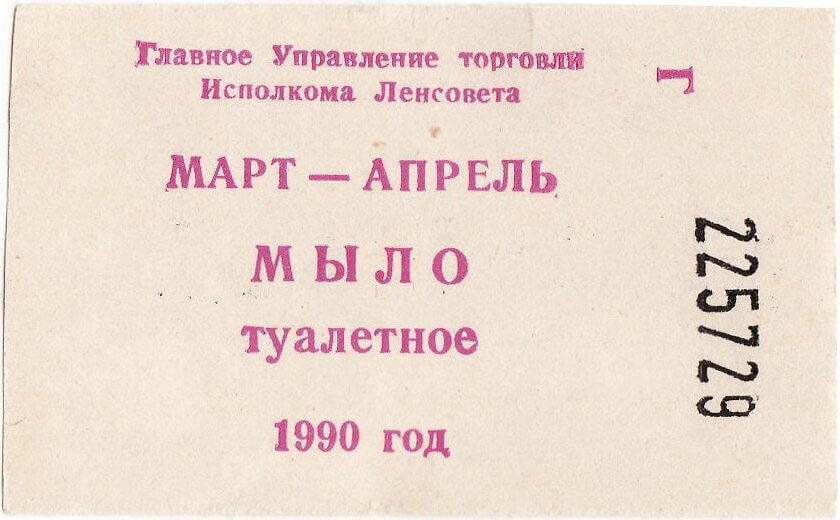 Главное Управление торговли
Исполкома Ленсовета
МАРТ — АПРЕЛЬ
МЫЛО
туалетное
1990 год
Г
225729